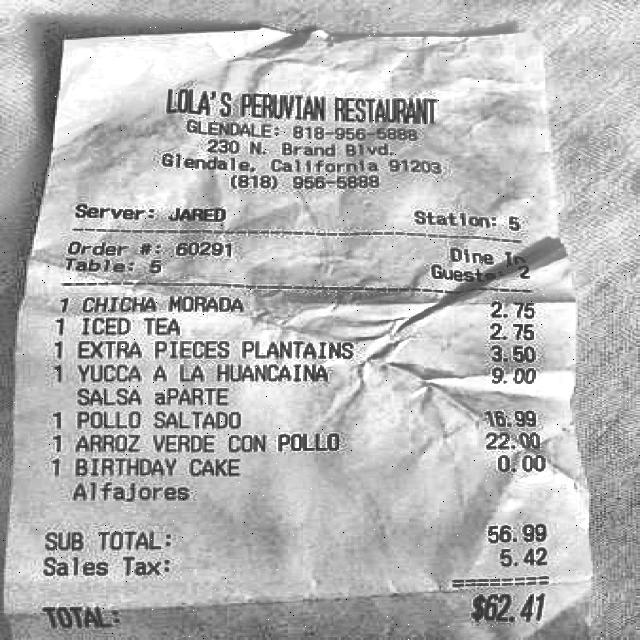 LOLA'S PERUVIAN RESTAURANT
GLENDALE: 818-956-5888
230 N. Brand Blvd.
Glendale, California 91203
(818) 956-5888
Server: JARED Station: 5
Order #: 60291 Dine In
Table: 5 Guests: 2
1 CHICHA MORADA 2.75
1 ICED TEA 2.75
1 EXTRA PIECES PLANTAINS 3.50
1 YUCCA A LA HUANCAINA 9.00
SALSA aPARTE
1 POLLO SALTADO 16.99
1 ARROZ VERDE CON POLLO 22.00
1 BIRTHDAY CAKE 0.00
Alfajores
SUB TOTAL: 56.99
Sales Tax: 5.42
========
TOTAL: $62.41